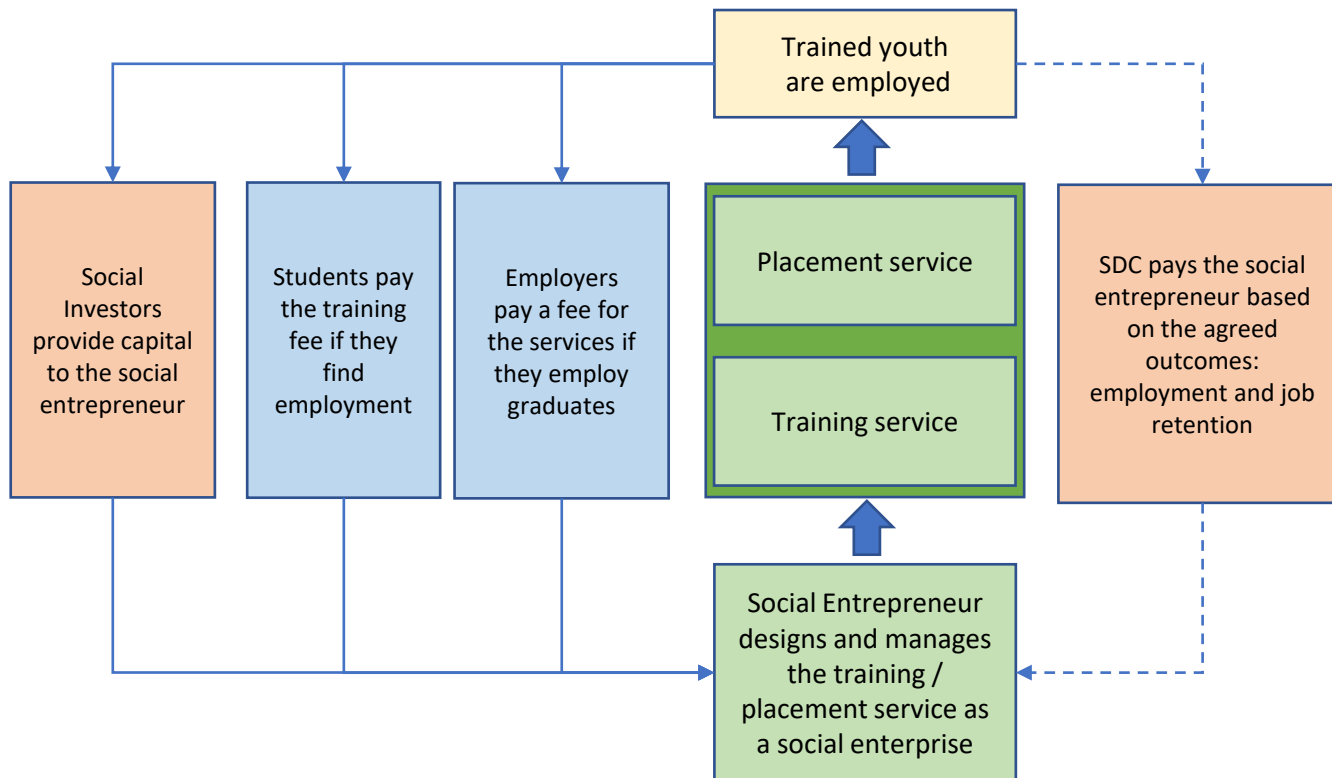 Trained youth
are employed
Social
Investors
provide capital
to the social
entrepreneur
Students pay
the training
fee if they
find
employment
Employers
pay a fee for
the services if
they employ
graduates
Placement service
Training service
SDC pays the social
entrepreneur based
on the agreed
outcomes:
employment and job
retention
Social Entrepreneur
designs and manages
the training /
placement service as
a social enterprise